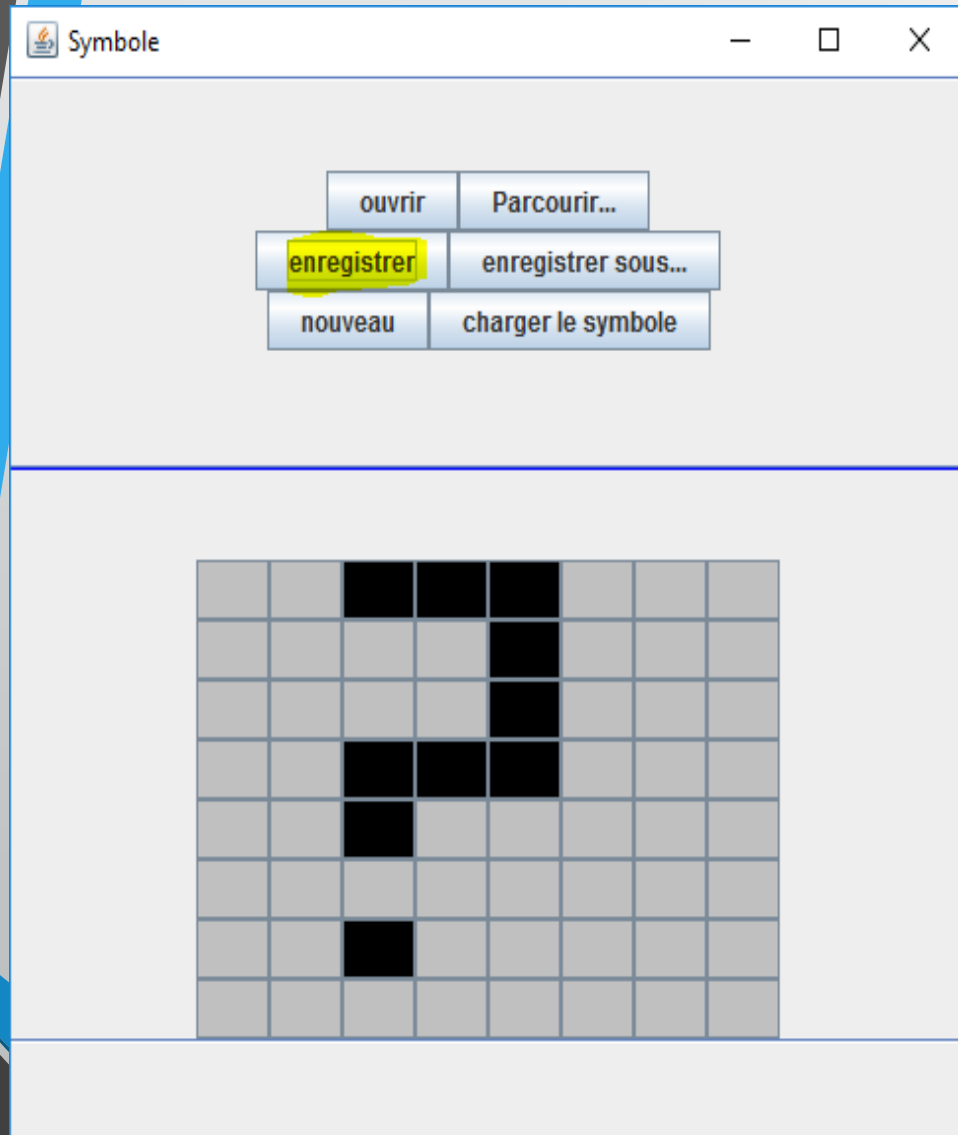 Symbole
ouvrir Parcourir...
enregistrer enregistrer sous...
nouveau charger le symbole